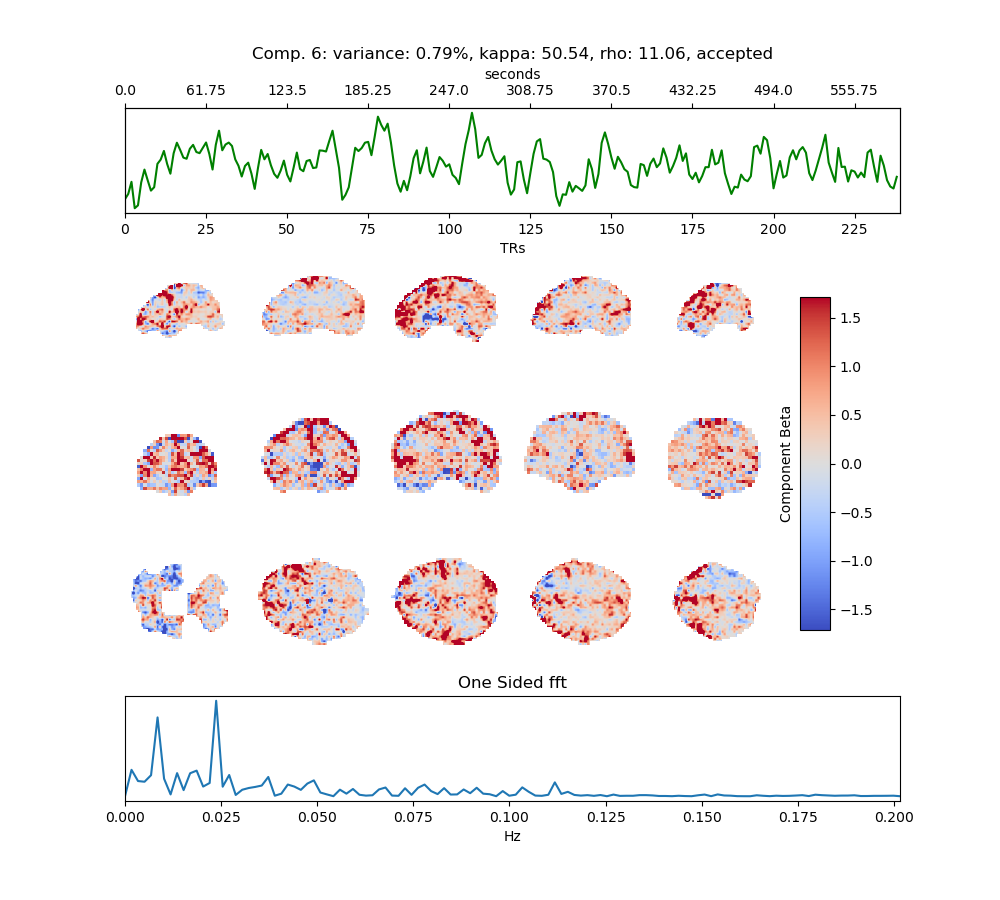 Comp. 6: variance: 0.79%, kappa: 50.54, rho: 11.06, accepted
seconds
0.0 61.75 123.5 185.25 247.0 308.75 370.5 432.25 494.0 555.75
0 25 50 75 100 125 150 175 200 225
TRs
1.5
1.0
0.5
0.0
−0.5
−1.0
−1.5
Component Beta
One Sided fft
0.000 0.025 0.050 0.075 0.100 0.125 0.150 0.175 0.200
Hz